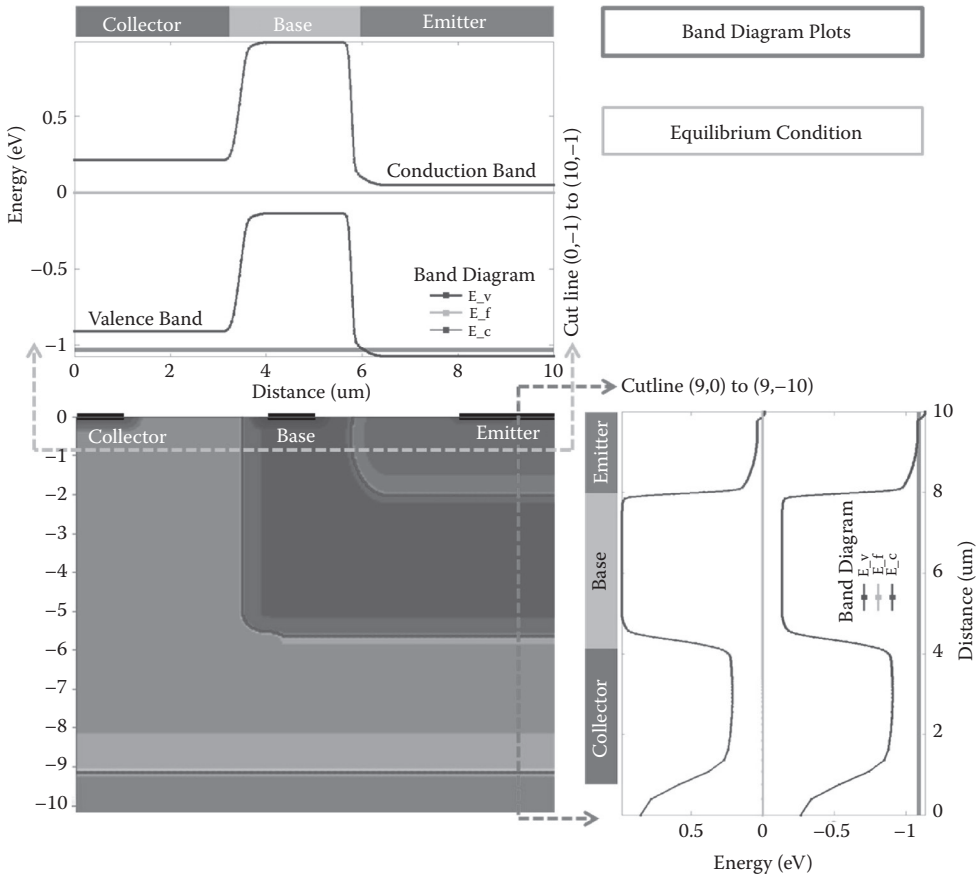 Collector Base Emitter
Band Diagram Plots
Equilibrium Condition
Energy (eV)
0.5
0
−0.5
−1
Conduction Band
Valence Band
Band Diagram
E_v
E_f
E_c
0 2 4 6 8 10
Distance (um)
Cut line (0,−1) to (10,−1)
Cutline (9,0) to (9,−10)
0
−1
−2
−3
−4
−5
−6
−7
−8
−9
−10
Collector Base Emitter
Emitter
Base
Collector
Band Diagram
E_v
E_f
E_c
10
8
6
4
2
0
Distance (um)
0.5 0 −0.5 −1
Energy (eV)